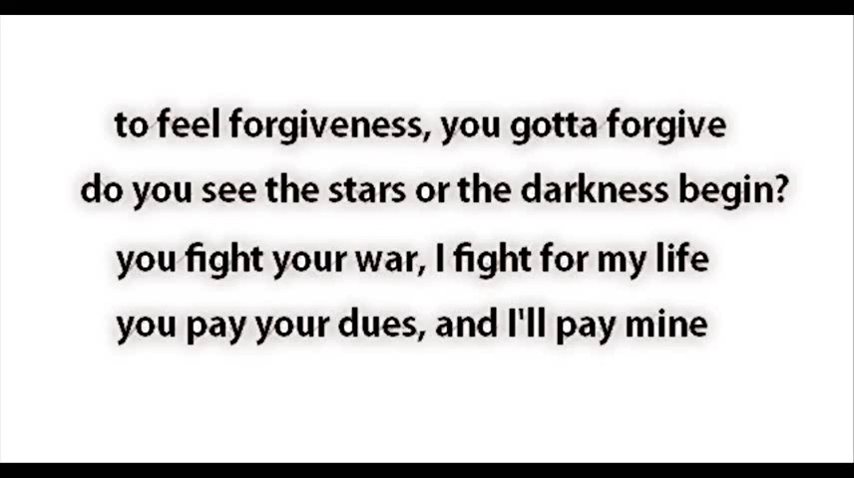 to feel forgiveness, you gotta forgive
do you see the stars or the darkness begin?
you fight your war, I fight for my life
you pay your dues, and I'll pay mine